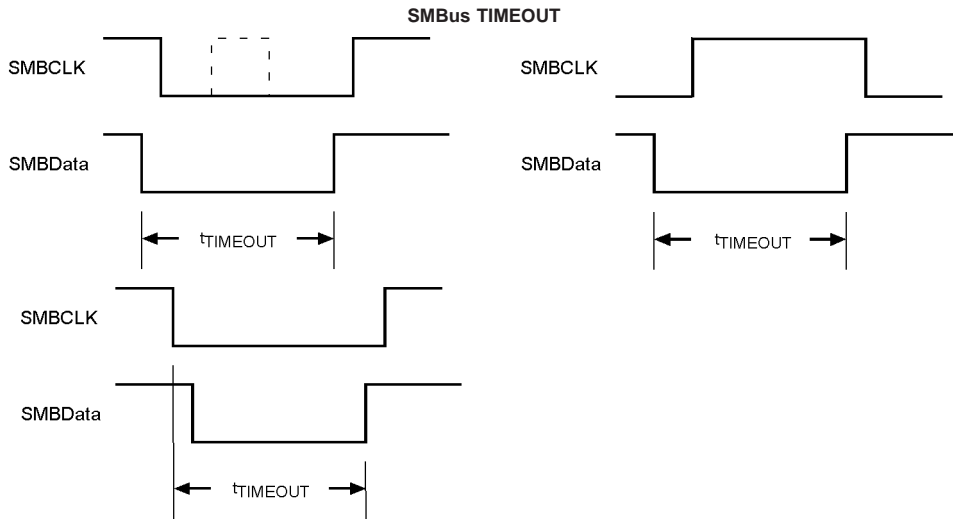 SMBus TIMEOUT
SMBCLK
SMBData
tTIMEOUT
SMBCLK
SMBData
tTIMEOUT
SMBCLK
SMBData
tTIMEOUT